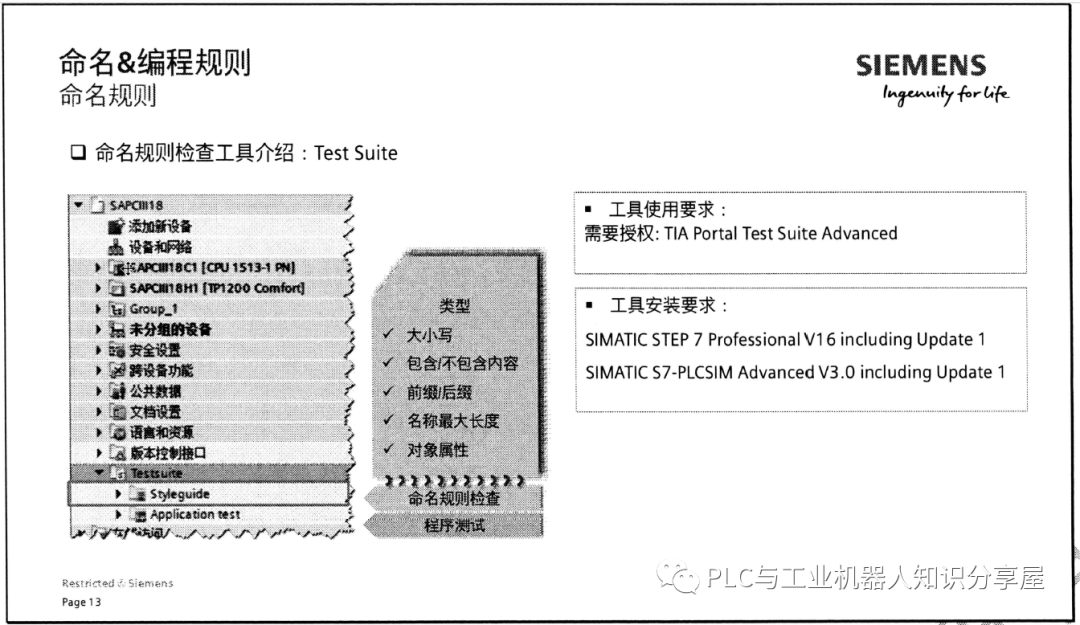 命名&编程规则
命名规则
SIEMENS
Ingenuity for life
❑ 命名规则检查工具介绍：Test Suite
SAPCIII18
添加新设备
设备和网络
SAPCIII18C1 [CPU 1513-1 PN]
SAPCIII18H1 [TP1200 Comfort]
Group_1
未分组的设备
安全设置
跨设备功能
公共数据
文档设置
语言和资源
版本控制接口
Testsuite
Styleguide
Application test
类型
✓ 大小写
✓ 包含/不包含内容
✓ 前缀/后缀
✓ 名称最大长度
✓ 对象属性
命名规则检查
程序测试
▪ 工具使用要求：
需要授权: TIA Portal Test Suite Advanced
▪ 工具安装要求：
SIMATIC STEP 7 Professional V16 including Update 1
SIMATIC S7-PLCSIM Advanced V3.0 including Update 1
Restricted © Siemens
Page 13
PLC与工业机器人知识分享屋